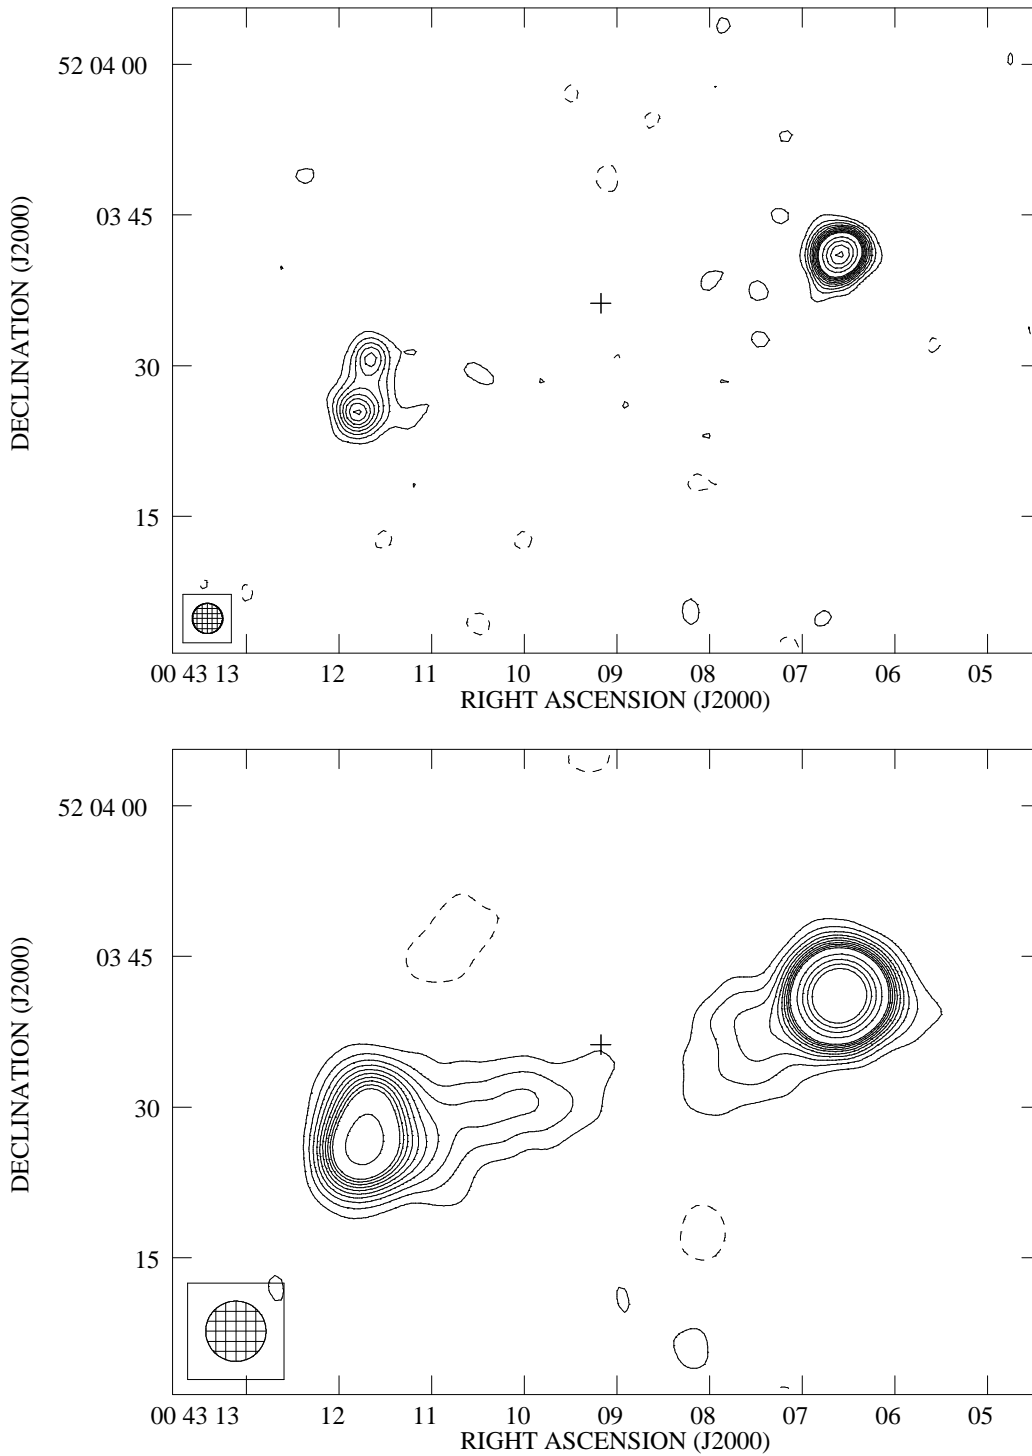 52 04 00
03 45
30
15
DECLINATION (J2000)
00 43 13 12 11 10 09 08 07 06 05
RIGHT ASCENSION (J2000)
52 04 00
03 45
30
15
DECLINATION (J2000)
00 43 13 12 11 10 09 08 07 06 05
RIGHT ASCENSION (J2000)